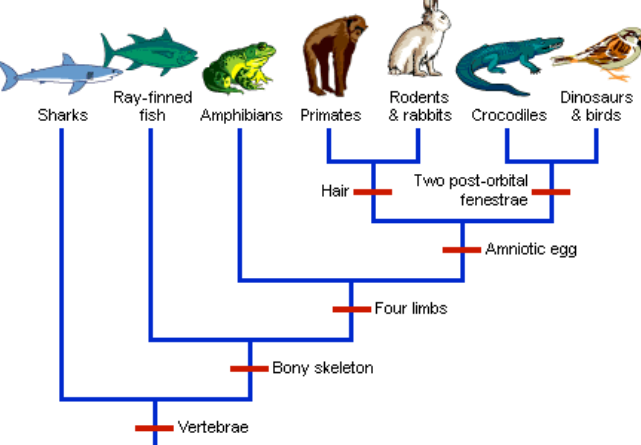 Sharks
Ray-finned
fish
Amphibians
Primates
Rodents
& rabbits
Crocodiles
Dinosaurs
& birds
Hair
Two post-orbital
fenestrae
Amniotic egg
Four limbs
Bony skeleton
Vertebrae